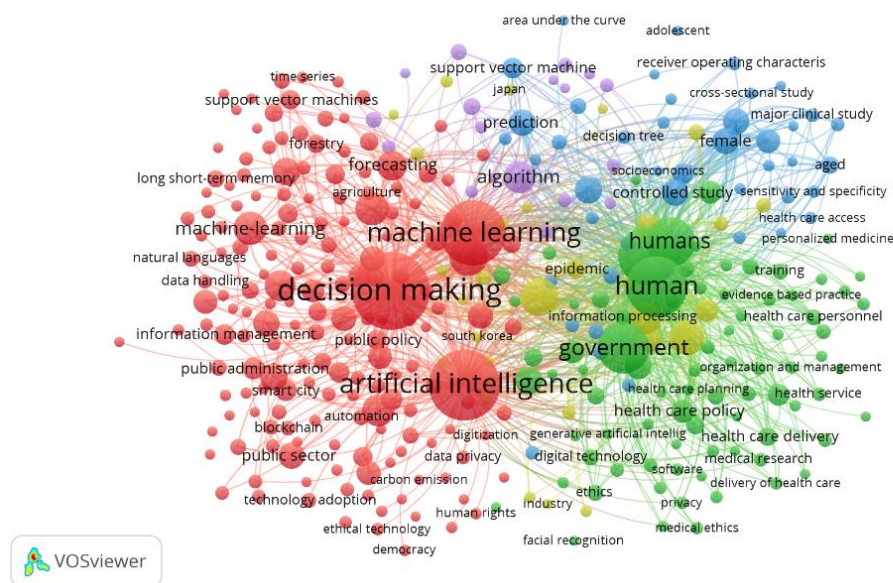 area under the curve
adolescent
support vector machine
receiver operating characteris
time series
japan
cross-sectional study
support vector machines
prediction
decision tree
major clinical study
female
forestry
forecasting
socioeconomics
aged
long short-term memory
algorithm
agriculture
controlled study
sensitivity and specificity
machine-learning
machine learning
humans
health care access
personalized medicine
natural languages
epidemic
training
data handling
decision making
human
evidence based practice
information processing
health care personnel
information management
public policy
south korea
government
public administration
organization and management
smart city
artificial intelligence
health care planning
health service
automation
health care policy
blockchain
digitization
generative artificial intellig
health care delivery
public sector
data privacy
digital technology
medical research
carbon emission
software
delivery of health care
technology adoption
ethics
human rights
industry
privacy
ethical technology
medical ethics
democracy
facial recognition
VOSviewer